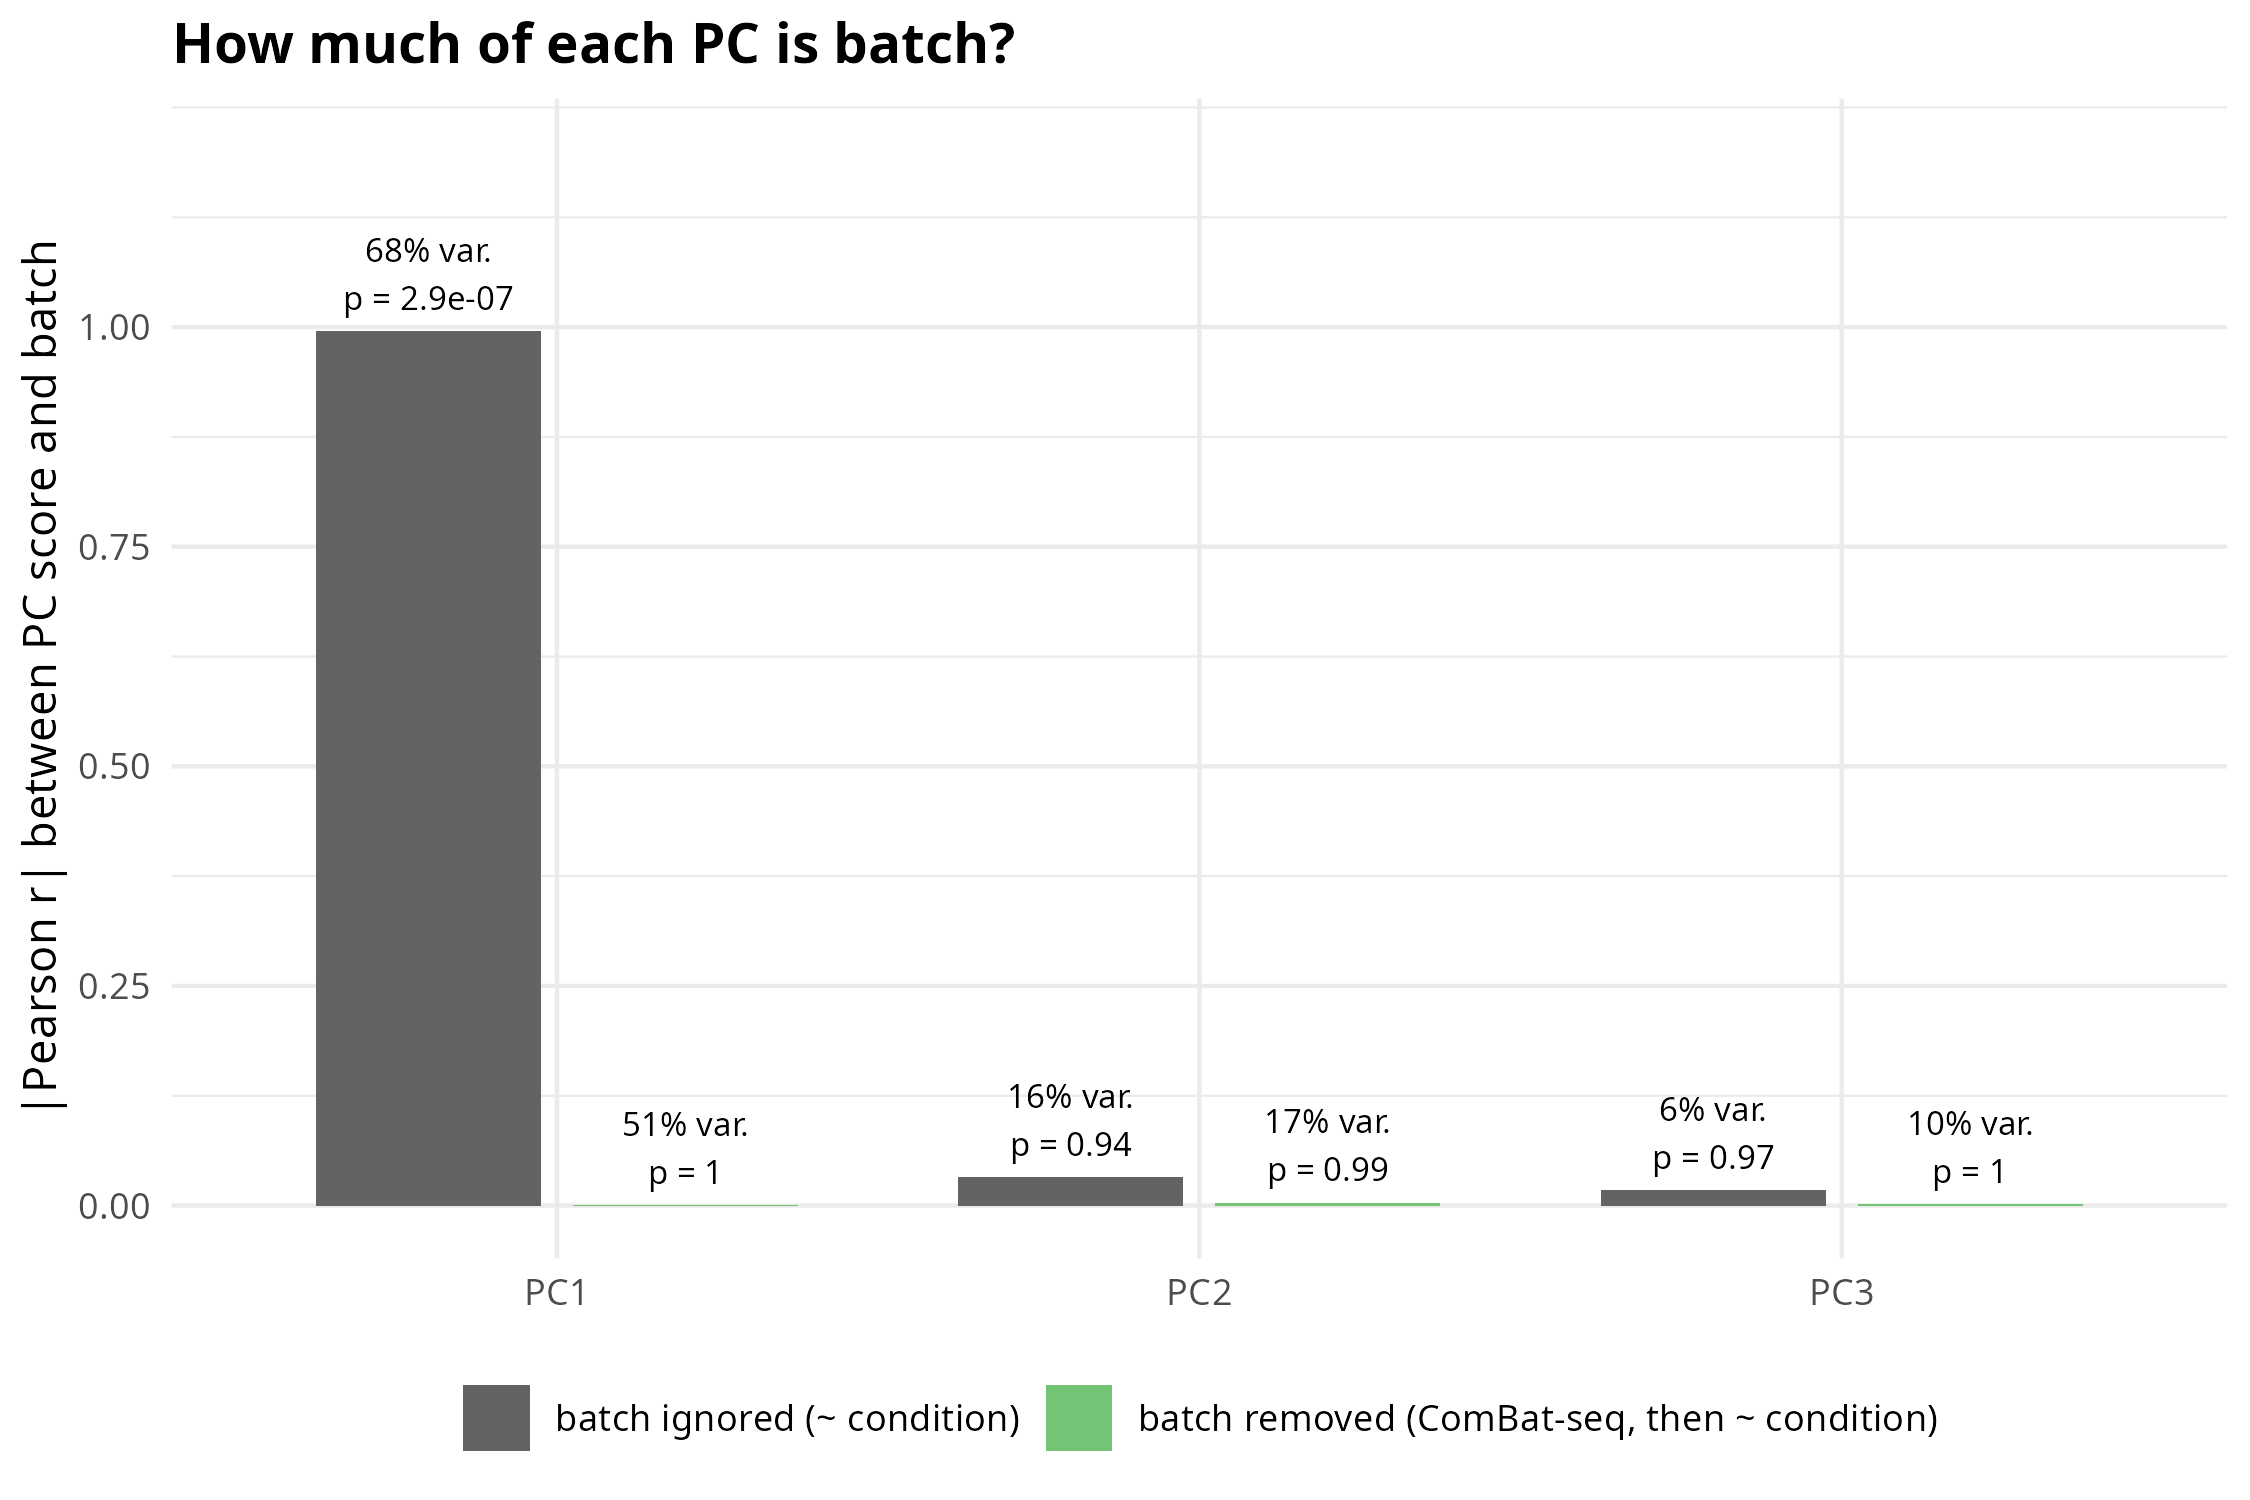 How much of each PC is batch?
|Pearson r| between PC score and batch
1.00
0.75
0.50
0.25
0.00
68% var.
p = 2.9e-07
51% var.
p = 1
16% var.
p = 0.94
17% var.
p = 0.99
6% var.
p = 0.97
10% var.
p = 1
PC1
PC2
PC3
batch ignored (~ condition)
batch removed (ComBat-seq, then ~ condition)